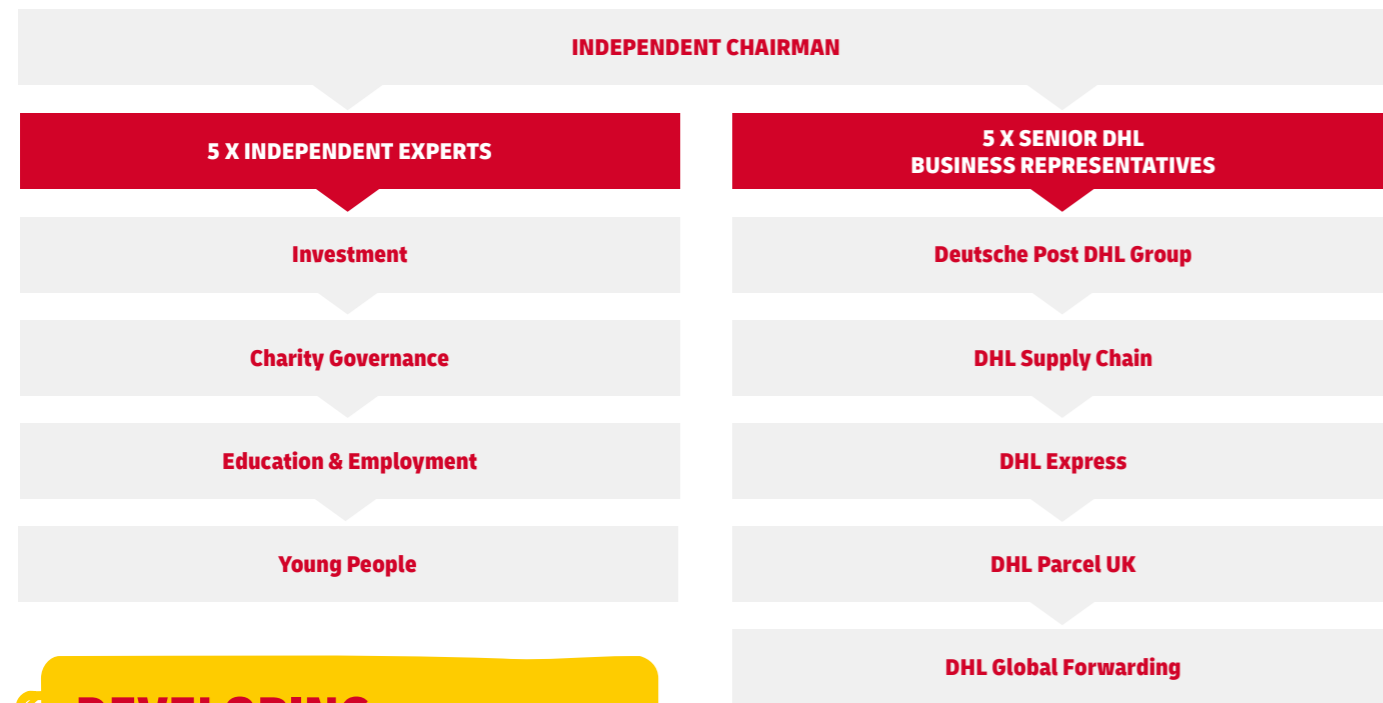 INDEPENDENT CHAIRMAN
5 X INDEPENDENT EXPERTS
Investment
Charity Governance
Education & Employment
Young People
5 X SENIOR DHL
BUSINESS REPRESENTATIVES
Deutsche Post DHL Group
DHL Supply Chain
DHL Express
DHL Parcel UK
DHL Global Forwarding
DEVELOPING